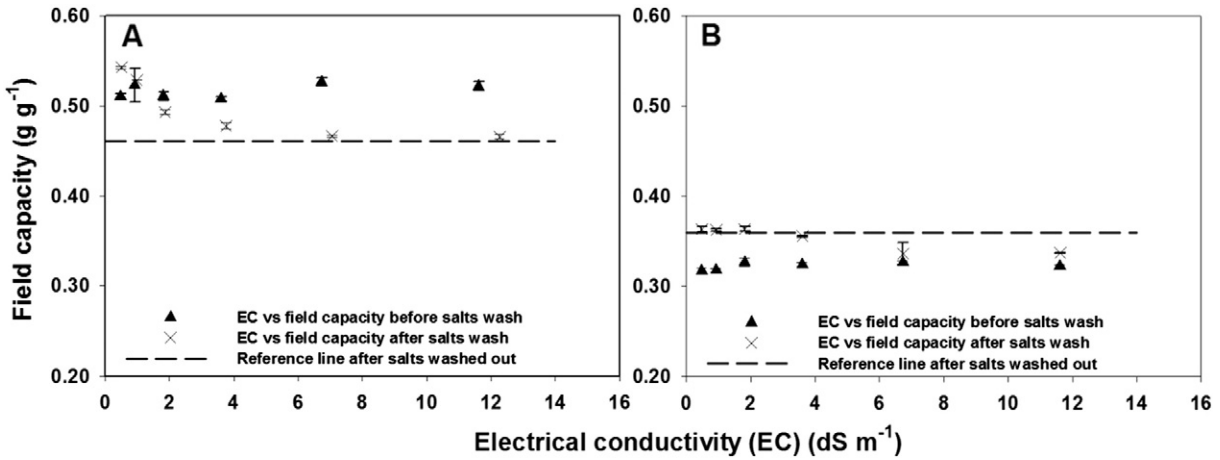 Field capacity (g g-1)
A
0.60
0.50
0.40
0.30
0.20
EC vs field capacity before salts wash
EC vs field capacity after salts wash
Reference line after salts washed out
0 2 4 6 8 10 12 14 16
B
0.60
0.50
0.40
0.30
0.20
EC vs field capacity before salts wash
EC vs field capacity after salts wash
Reference line after salts washed out
0 2 4 6 8 10 12 14 16
Electrical conductivity (EC) (dS m-1)